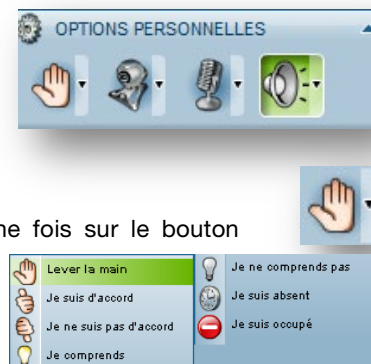 OPTIONS PERSONNELLES
ne fois sur le bouton
Lever la main
Je suis d'accord
Je ne suis pas d'accord
Je comprends
Je ne comprends pas
Je suis absent
Je suis occupé